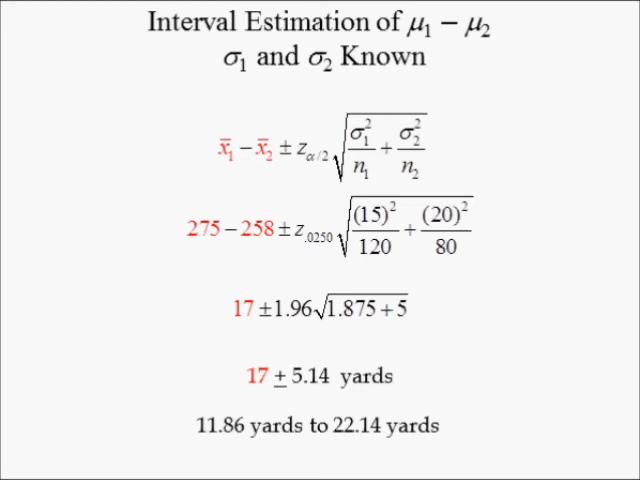 Interval Estimation of μ₁ − μ₂
σ₁ and σ₂ Known
x̄₁ − x̄₂ ± z_α/2 √(σ₁²/n₁ + σ₂²/n₂)
275 − 258 ± z.₀₂₅₀ √((15)²/120 + (20)²/80)
17 ±1.96√(1.875 + 5)
17 ± 5.14 yards
11.86 yards to 22.14 yards